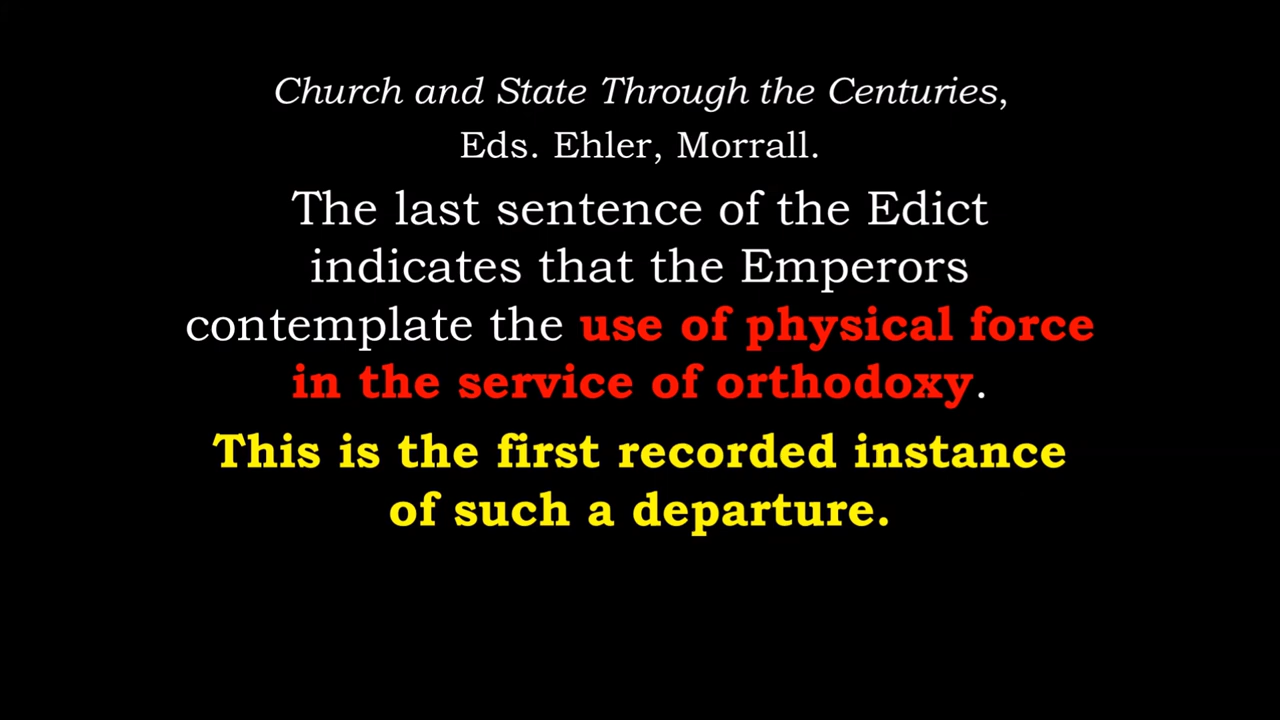 Church and State Through the Centuries,
Eds. Ehler, Morrall.
The last sentence of the Edict
indicates that the Emperors
contemplate the use of physical force
in the service of orthodoxy.
This is the first recorded instance
of such a departure.